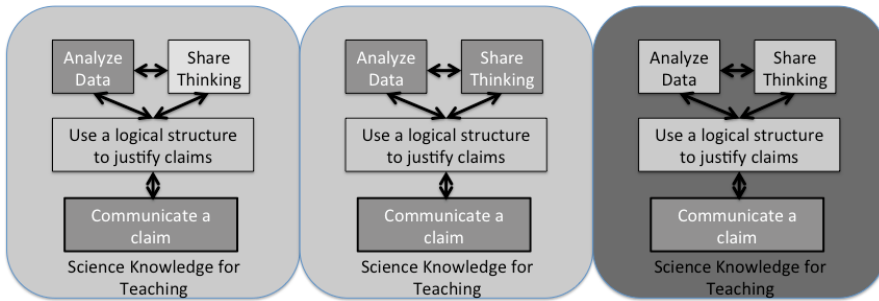 Analyze
Data
Share
Thinking
Use a logical structure
to justify claims
Communicate a
claim
Science Knowledge for
Teaching
Analyze
Data
Share
Thinking
Use a logical structure
to justify claims
Communicate a
claim
Science Knowledge for
Teaching
Analyze
Data
Share
Thinking
Use a logical structure
to justify claims
Communicate a
claim
Science Knowledge for
Teaching